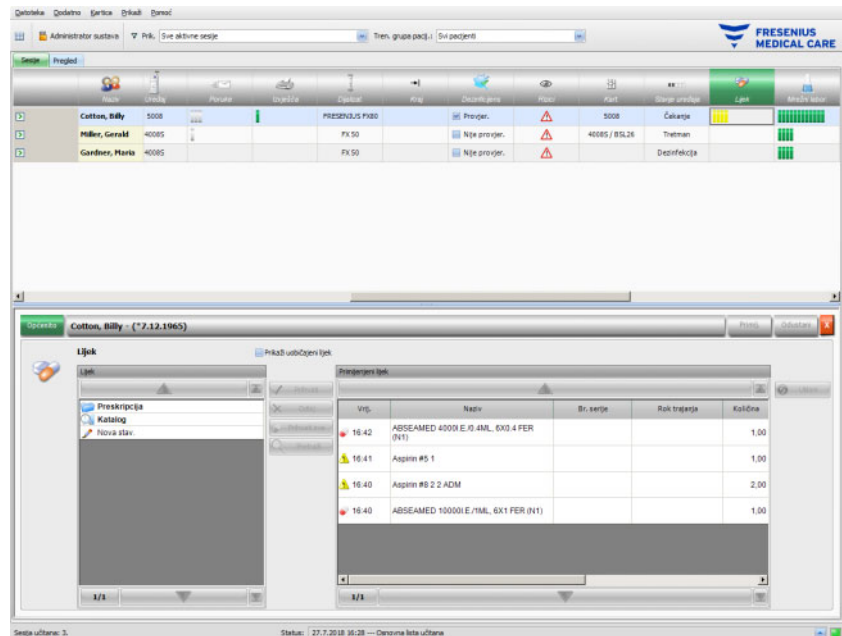 Datoteka Dodatno Kartica Prikaži Pomoć
Administrator sustava Prik. Sve aktivne sesije Tren. grupa pacij.: Svi pacijenti
FRESENIUS
MEDICAL CARE
Sesije Pregled
Naziv Uređaj Poruke Izvješća Dijalizat. Kraj Dezinficijens Nadzor Kart Stanje uređaja Lijek Mrežni labor
Cotton, Billy 5008 FRESENIUS FX80 Provjer. 5008 Čekanje
Miller, Gerald 4008S FX 50 Nije provjer. 4008S / BSL26 Tretman
Gardner, Maria 4008S FX 50 Nije provjer. Dezinfekcija
Općenito Cotton, Billy - (*7.12.1965) Primij. Odustani X
Lijek Prikaži uobičajeni lijek
Lijek Primijenjeni lijek
Preskripcija
Katalog
Nova stav.
Vrij. Naziv Br. serije Rok trajanja Količina
16:42 ABSEAMED 4000I.E./0.4ML, 6X0.4 FER
(N1) 1,00
16:41 Aspirin #5 1 1,00
16:40 Aspirin #8 2 2 ADM 2,00
16:40 ABSEAMED 10000I.E./1ML, 6X1 FER (N1) 1,00
1/1 1/1
Sesija učitana: 3. Status: 27.7.2018 16:28 — Osnovna lista učitana